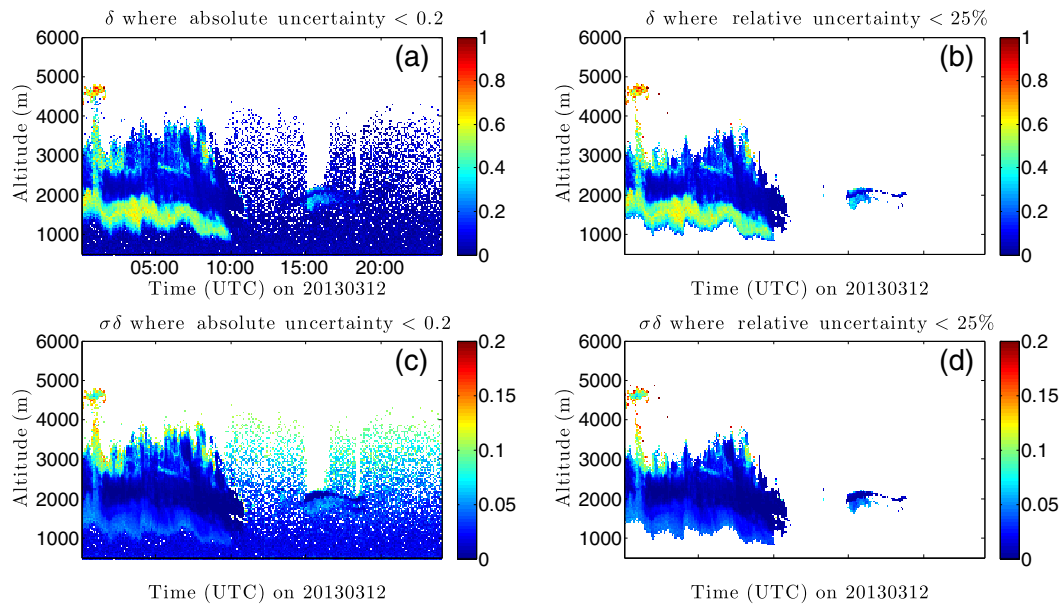 δ where absolute uncertainty < 0.2
6000
5000
4000
3000
2000
1000
Altitude (m)
(a)
05:00 10:00 15:00 20:00
Time (UTC) on 20130312
1
0.8
0.6
0.4
0.2
0
δ where relative uncertainty < 25%
6000
5000
4000
3000
2000
1000
Altitude (m)
(b)
Time (UTC) on 20130312
1
0.8
0.6
0.4
0.2
0
σδ where absolute uncertainty < 0.2
6000
5000
4000
3000
2000
1000
Altitude (m)
(c)
Time (UTC) on 20130312
0.2
0.15
0.1
0.05
0
σδ where relative uncertainty < 25%
6000
5000
4000
3000
2000
1000
Altitude (m)
(d)
Time (UTC) on 20130312
0.2
0.15
0.1
0.05
0